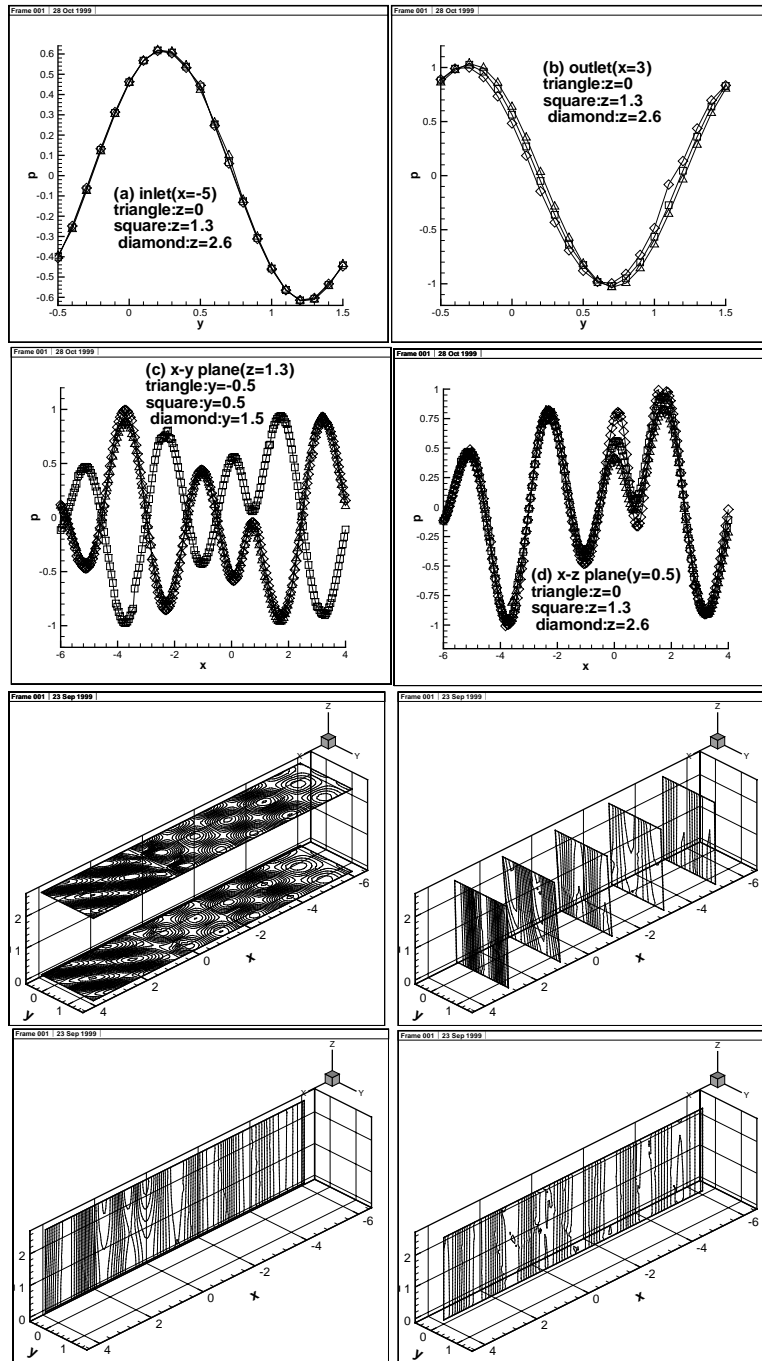 Frame 001 | 28 Oct 1999
0.6
0.5
0.4
0.3
0.2
0.1
0
-0.1
-0.2
-0.3
-0.4
-0.5
-0.6
p
(a) inlet(x=-5)
triangle:z=0
square:z=1.3
diamond:z=2.6
-0.5 0 0.5 1 1.5
y
Frame 001 | 28 Oct 1999
1
0.5
0
-0.5
-1
p
(b) outlet(x=3)
triangle:z=0
square:z=1.3
diamond:z=2.6
-0.5 0 0.5 1 1.5
y
Frame 001 | 28 Oct 1999
(c) x-y plane(z=1.3)
triangle:y=-0.5
square:y=0.5
diamond:y=1.5
1
0.5
0
-0.5
-1
p
-6 -4 -2 0 2 4
x
Frame 001 | 28 Oct 1999
1
0.75
0.5
0.25
0
-0.25
-0.5
-0.75
-1
p
(d) x-z plane(y=0.5)
triangle:z=0
square:z=1.3
diamond:z=2.6
-6 -4 -2 0 2 4
x
Frame 001 | 23 Sep 1999
Z
X
Y
2
1
0
0
1
y
4
2
0
-2
-4
-6
x
Frame 001 | 23 Sep 1999
Z
X
Y
2
1
0
0
1
y
4
2
0
-2
-4
-6
x
Frame 001 | 23 Sep 1999
Z
X
Y
2
1
0
0
1
y
4
2
0
-2
-4
-6
x
Frame 001 | 23 Sep 1999
Z
X
Y
2
1
0
0
1
y
4
2
0
-2
-4
-6
x